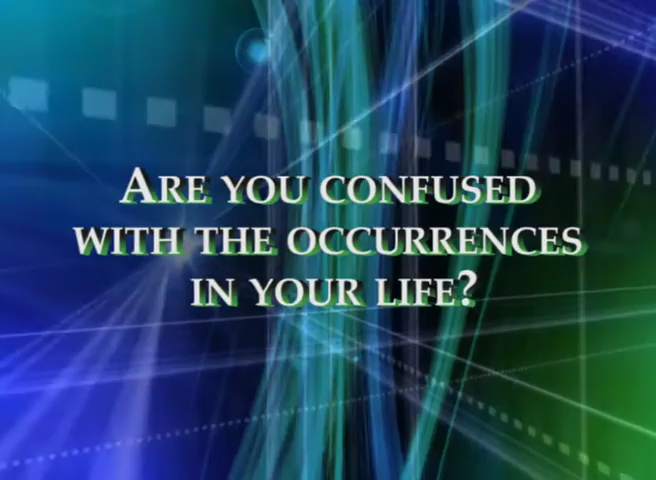 Are you confused
with the occurrences
in your life?